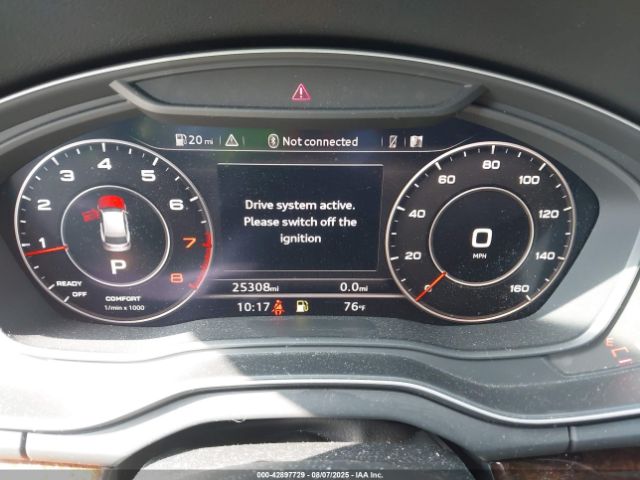 20 mi
Not connected
1 2 3 4 5 6 7 8
P
READY
OFF
COMFORT
1/min x 1000
Drive system active.
Please switch off the
ignition
25308mi 0.0mi
10:17 76°F
0 20 40 60 80 100 120 140 160
0
MPH
E
000-42897729 - 08/07/2025 - IAA Inc.